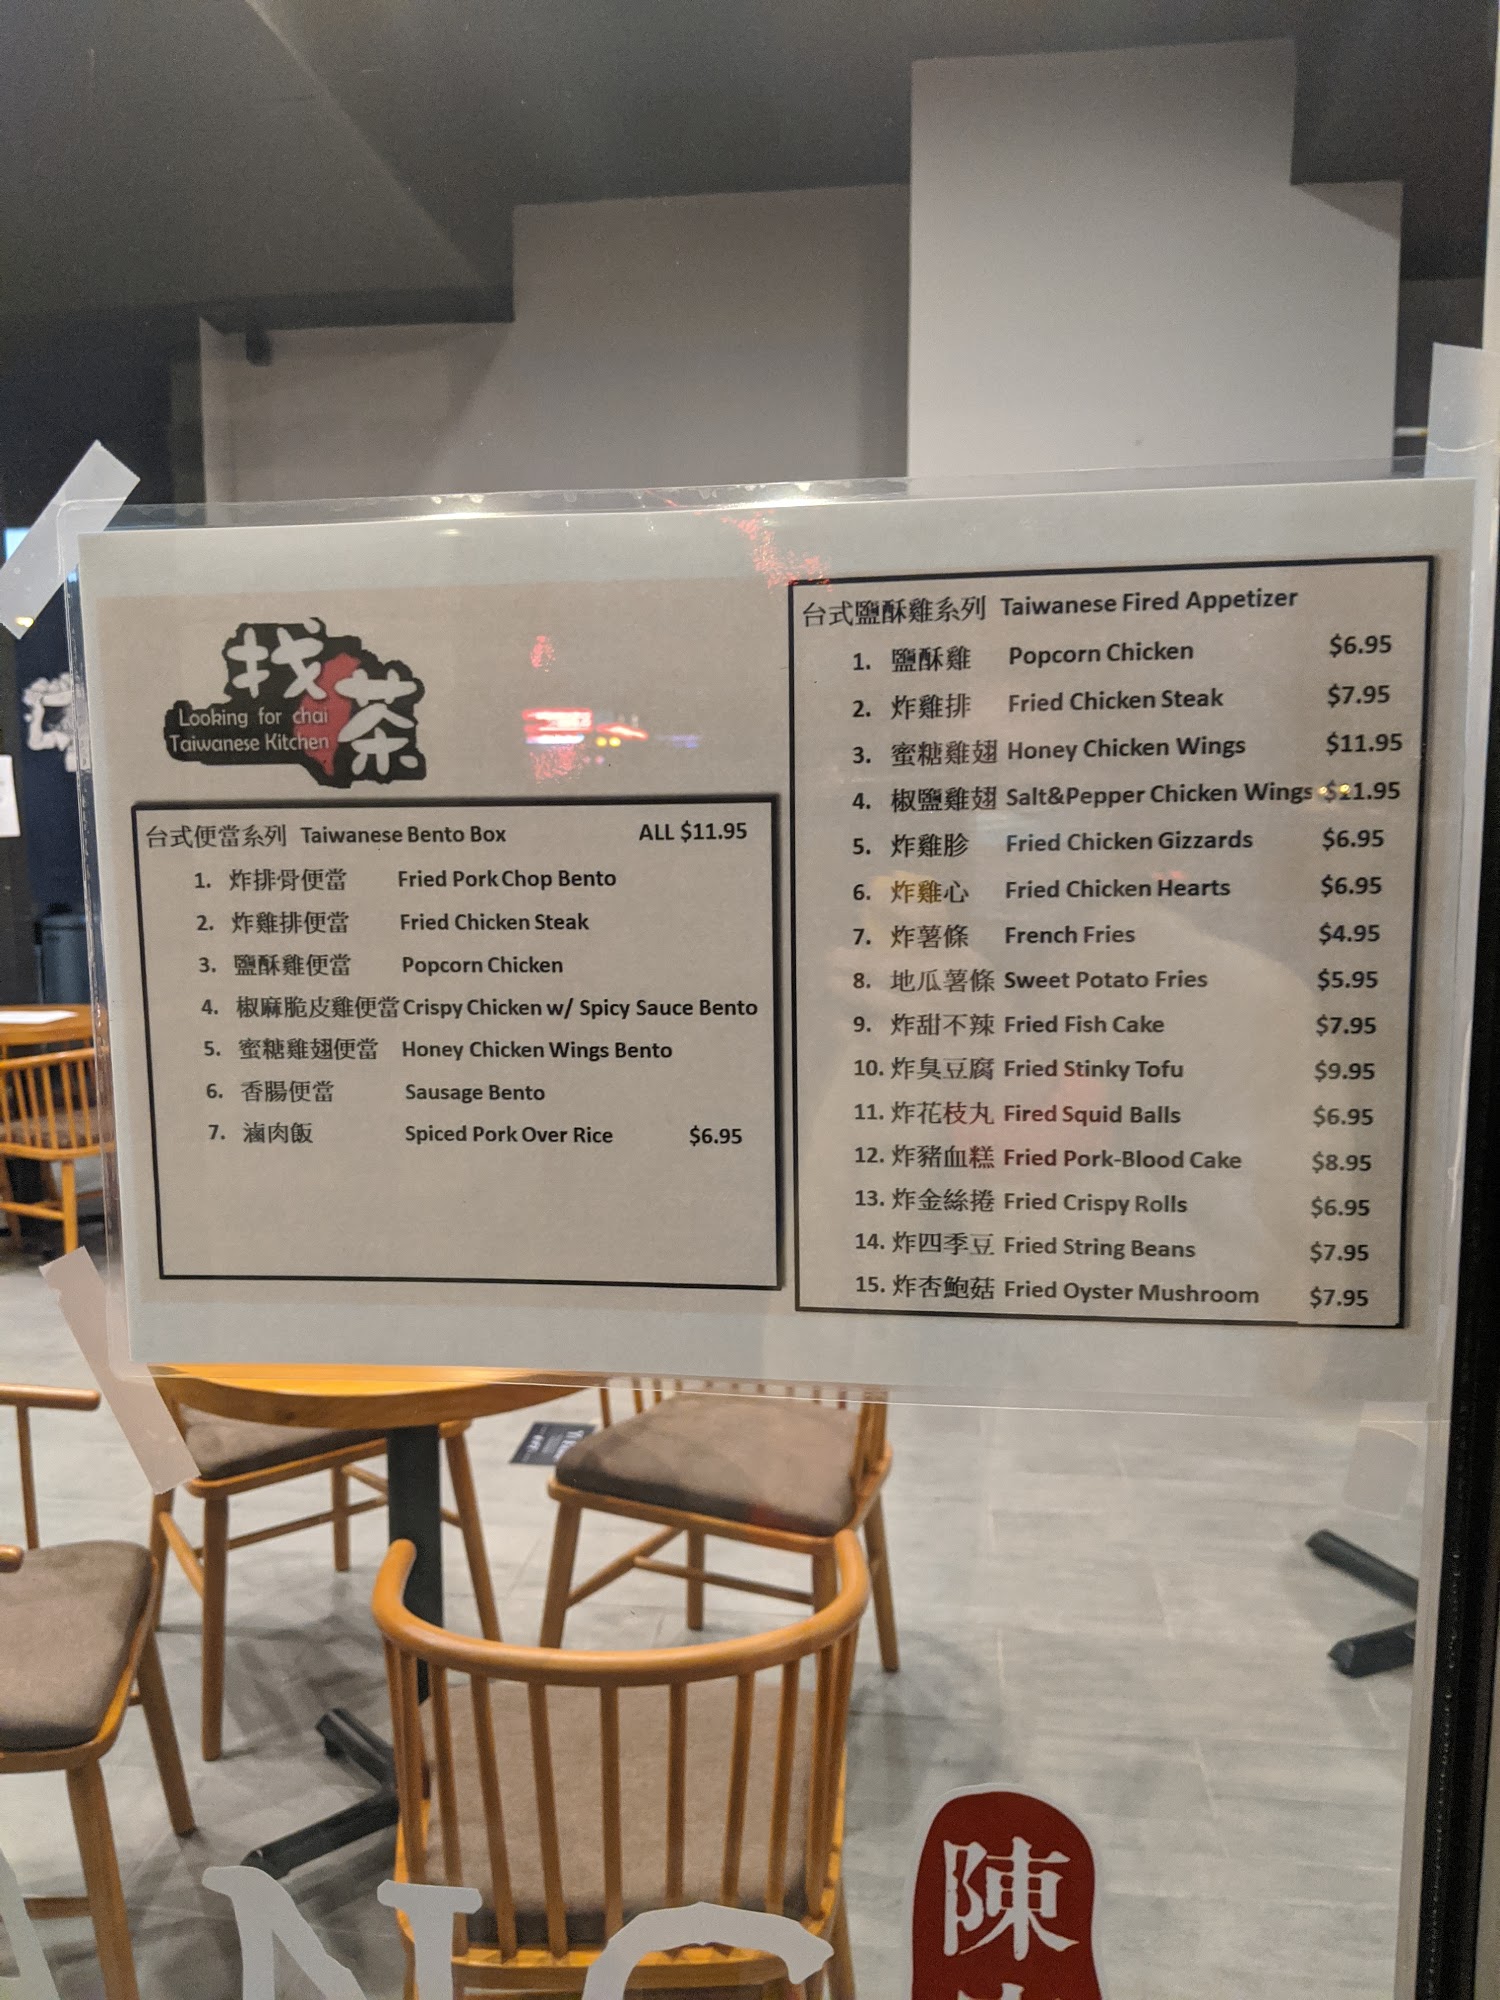 找茶
Looking for chai
Taiwanese Kitchen
台式便當系列 Taiwanese Bento Box ALL $11.95
1. 炸排骨便當 Fried Pork Chop Bento
2. 炸雞排便當 Fried Chicken Steak
3. 鹽酥雞便當 Popcorn Chicken
4. 椒麻脆皮雞便當 Crispy Chicken w/ Spicy Sauce Bento
5. 蜜糖雞翅便當 Honey Chicken Wings Bento
6. 香腸便當 Sausage Bento
7. 滷肉飯 Spiced Pork Over Rice $6.95
台式鹽酥雞系列 Taiwanese Fired Appetizer
1. 鹽酥雞 Popcorn Chicken $6.95
2. 炸雞排 Fried Chicken Steak $7.95
3. 蜜糖雞翅 Honey Chicken Wings $11.95
4. 椒鹽雞翅 Salt&Pepper Chicken Wings $11.95
5. 炸雞胗 Fried Chicken Gizzards $6.95
6. 炸雞心 Fried Chicken Hearts $6.95
7. 炸薯條 French Fries $4.95
8. 地瓜薯條 Sweet Potato Fries $5.95
9. 炸甜不辣 Fried Fish Cake $7.95
10. 炸臭豆腐 Fried Stinky Tofu $9.95
11. 炸花枝丸 Fired Squid Balls $6.95
12. 炸豬血糕 Fried Pork-Blood Cake $8.95
13. 炸金絲捲 Fried Crispy Rolls $6.95
14. 炸四季豆 Fried String Beans $7.95
15. 炸杏鮑菇 Fried Oyster Mushroom $7.95
陳